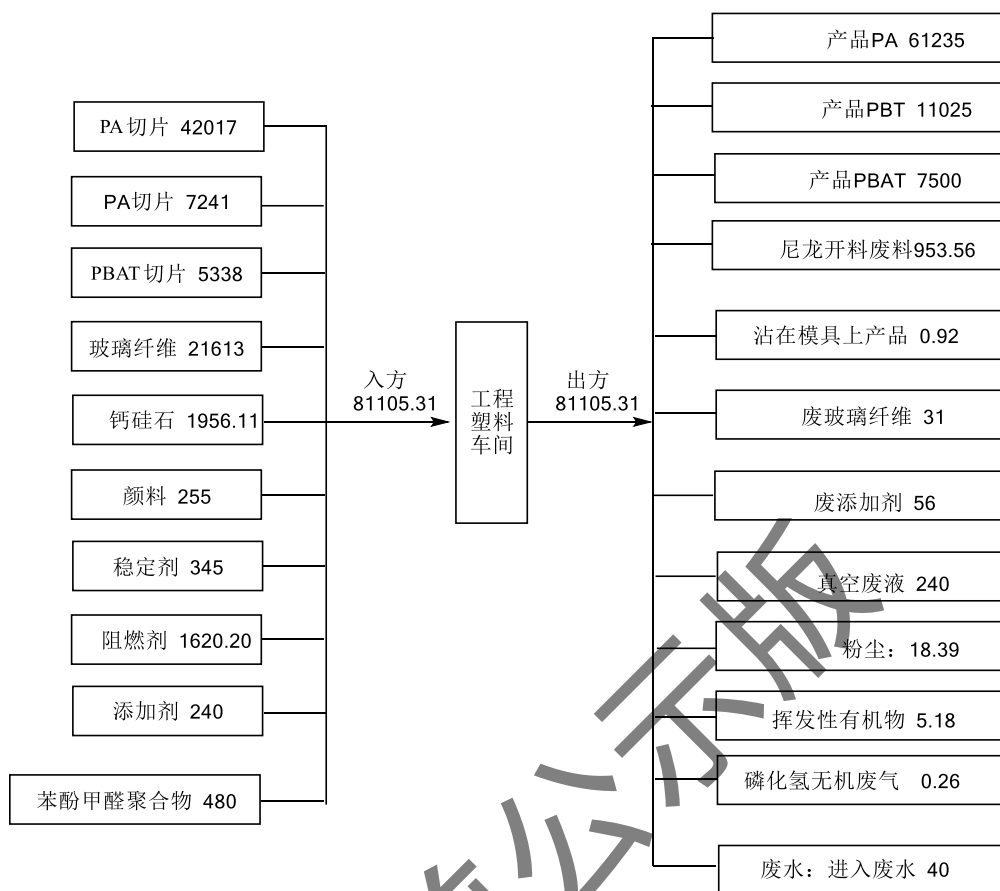 PA切片 42017
PA切片 7241
PBAT切片 5338
玻璃纤维 21613
钙硅石 1956.11
颜料 255
稳定剂 345
阻燃剂 1620.20
添加剂 240
苯酚甲醛聚合物 480
入方
81105.31
工程
塑料
车间
出方
81105.31
产品PA 61235
产品PBT 11025
产品PBAT 7500
尼龙开料废料953.56
沾在模具上产品 0.92
废玻璃纤维 31
废添加剂 56
真空废液 240
粉尘：18.39
挥发性有机物 5.18
磷化氢无机废气 0.26
废水：进入废水 40
公示版